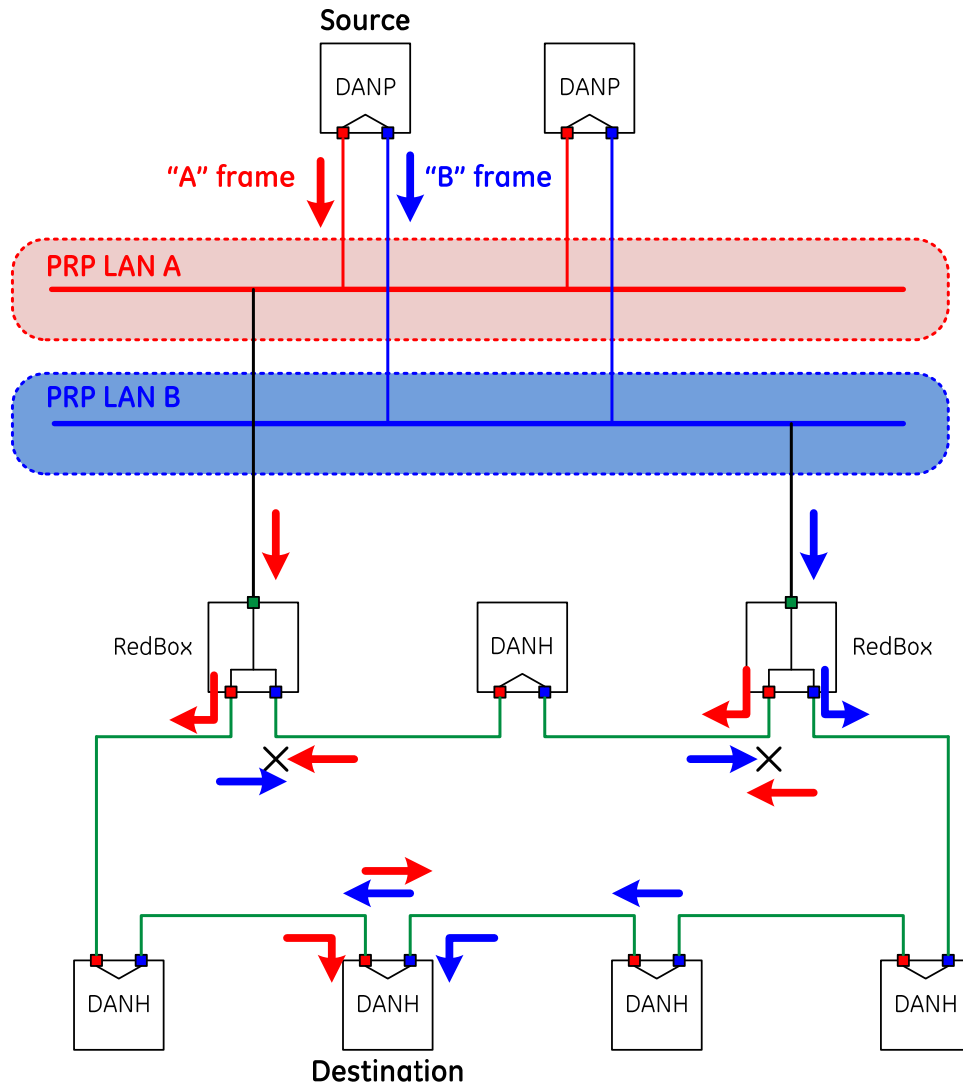 Source
DANP
DANP
“A” frame
“B” frame
PRP LAN A
PRP LAN B
RedBox
DANH
RedBox
DANH
DANH
DANH
DANH
Destination